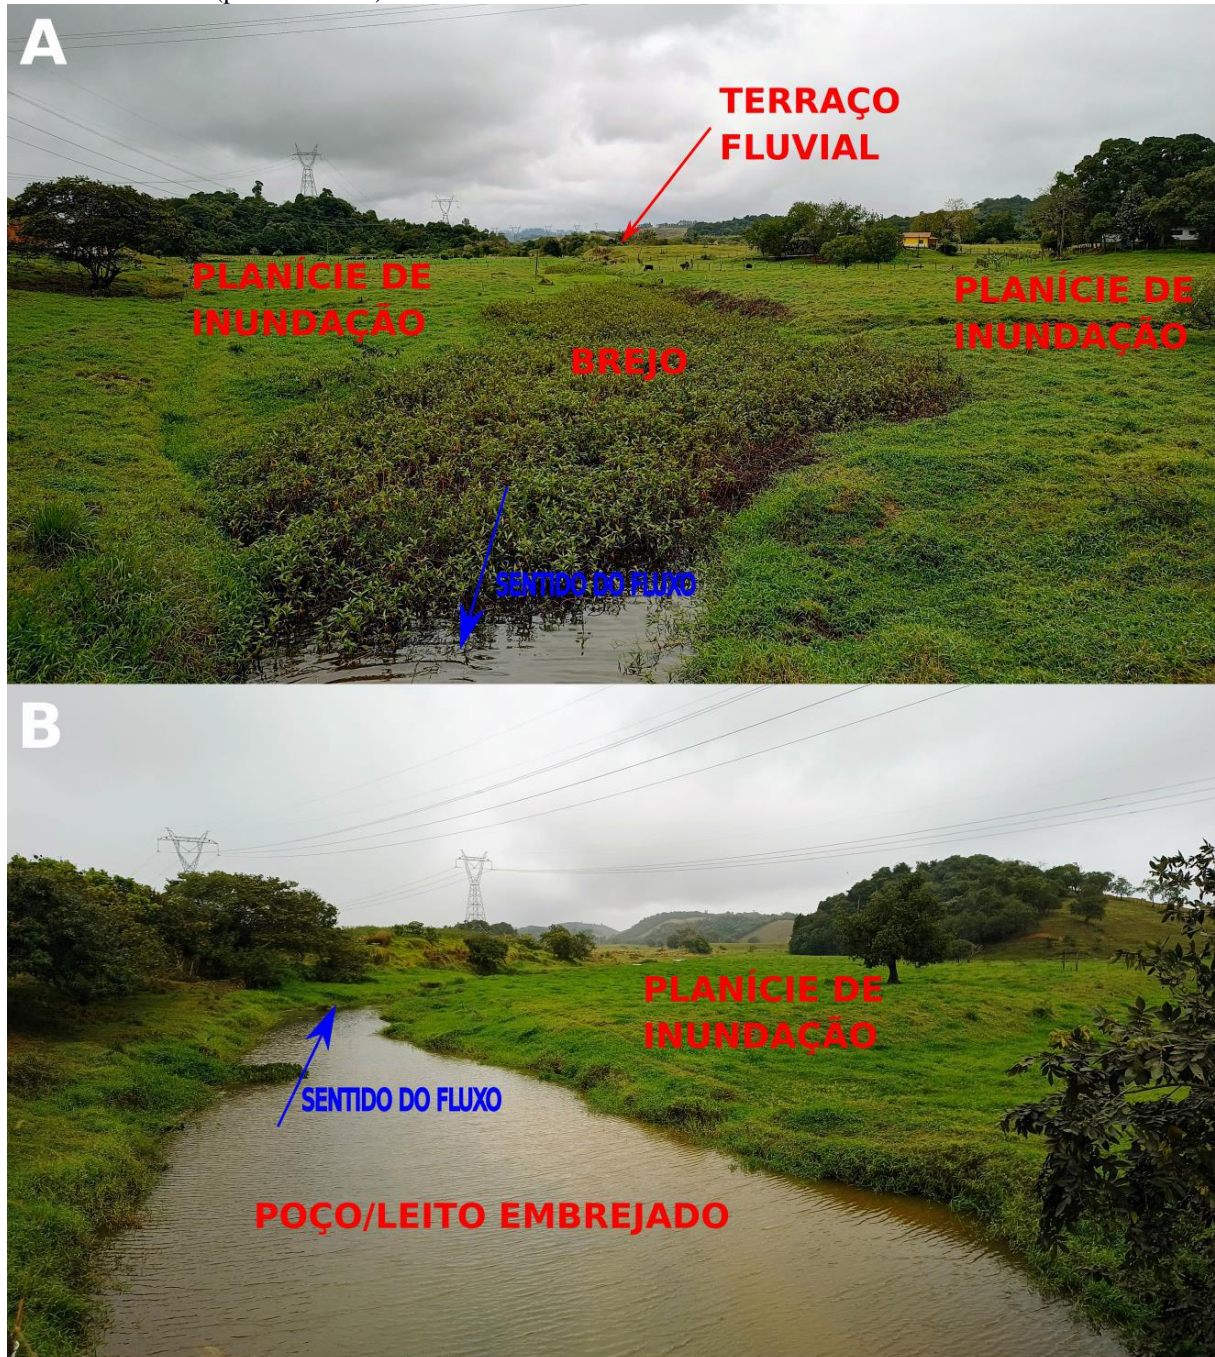 A
TERRAÇO
FLUVIAL
PLANÍCIE DE
INUNDAÇÃO
PLANÍCIE DE
INUNDAÇÃO
BREJO
SENTIDO DO FLUXO
B
PLANÍCIE DE
INUNDAÇÃO
SENTIDO DO FLUXO
POÇO/LEITO EMBREJADO